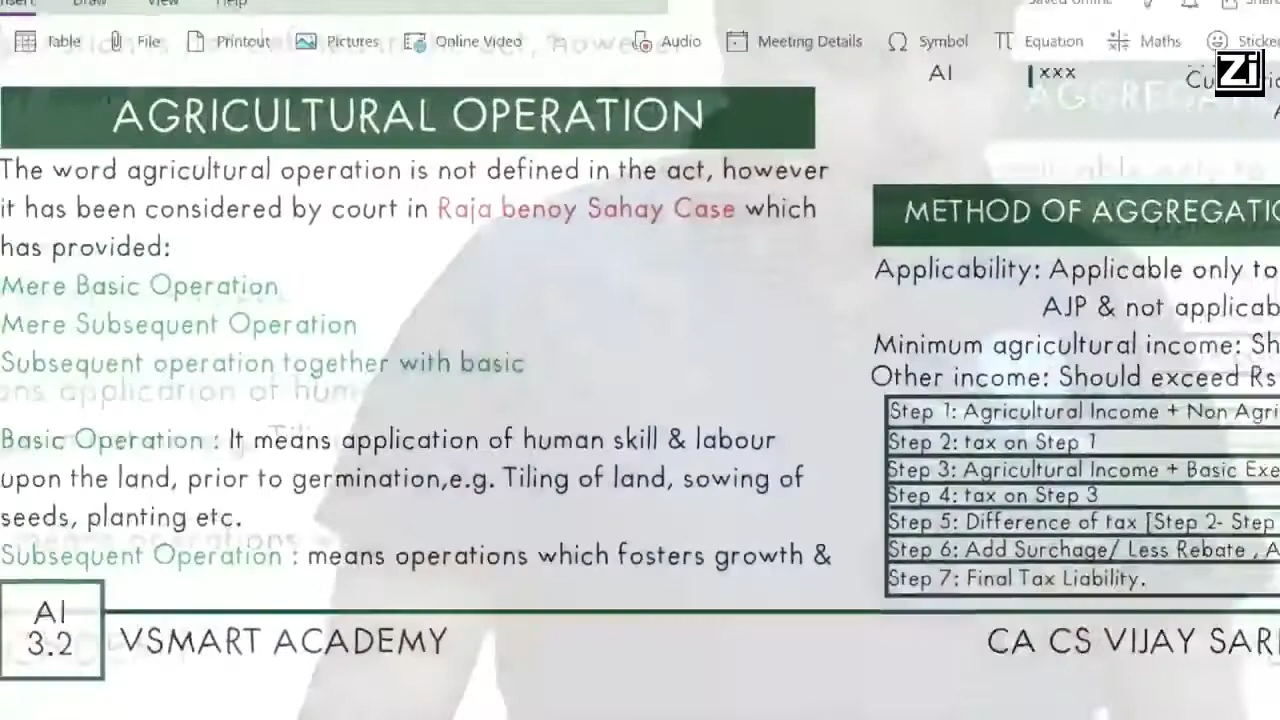 Insert Draw View Help
Saved online
Table File Printout Pictures Online Video Audio Meeting Details Symbol Equation Maths
Zi
AI
xxx
AGRICULTURAL OPERATION
The word agricultural operation is not defined in the act, however
it has been considered by court in Raja benoy Sahay Case which
has provided:
Mere Basic Operation
Mere Subsequent Operation
Subsequent operation together with basic
Basic Operation : It means application of human skill & labour
upon the land, prior to germination,e.g. Tiling of land, sowing of
seeds, planting etc.
Subsequent Operation : means operations which fosters growth &
METHOD OF AGGREGATIO
Applicability: Applicable only to
AJP & not applicab
Minimum agricultural income: Sh
Other income: Should exceed Rs
Step 1: Agricultural Income + Non Agri
Step 2: tax on Step 1
Step 3: Agricultural Income + Basic Exe
Step 4: tax on Step 3
Step 5: Difference of tax [Step 2- Step
Step 6: Add Surchage/ Less Rebate , A
Step 7: Final Tax Liability.
AI
3.2
VSMART ACADEMY
CA CS VIJAY SAR